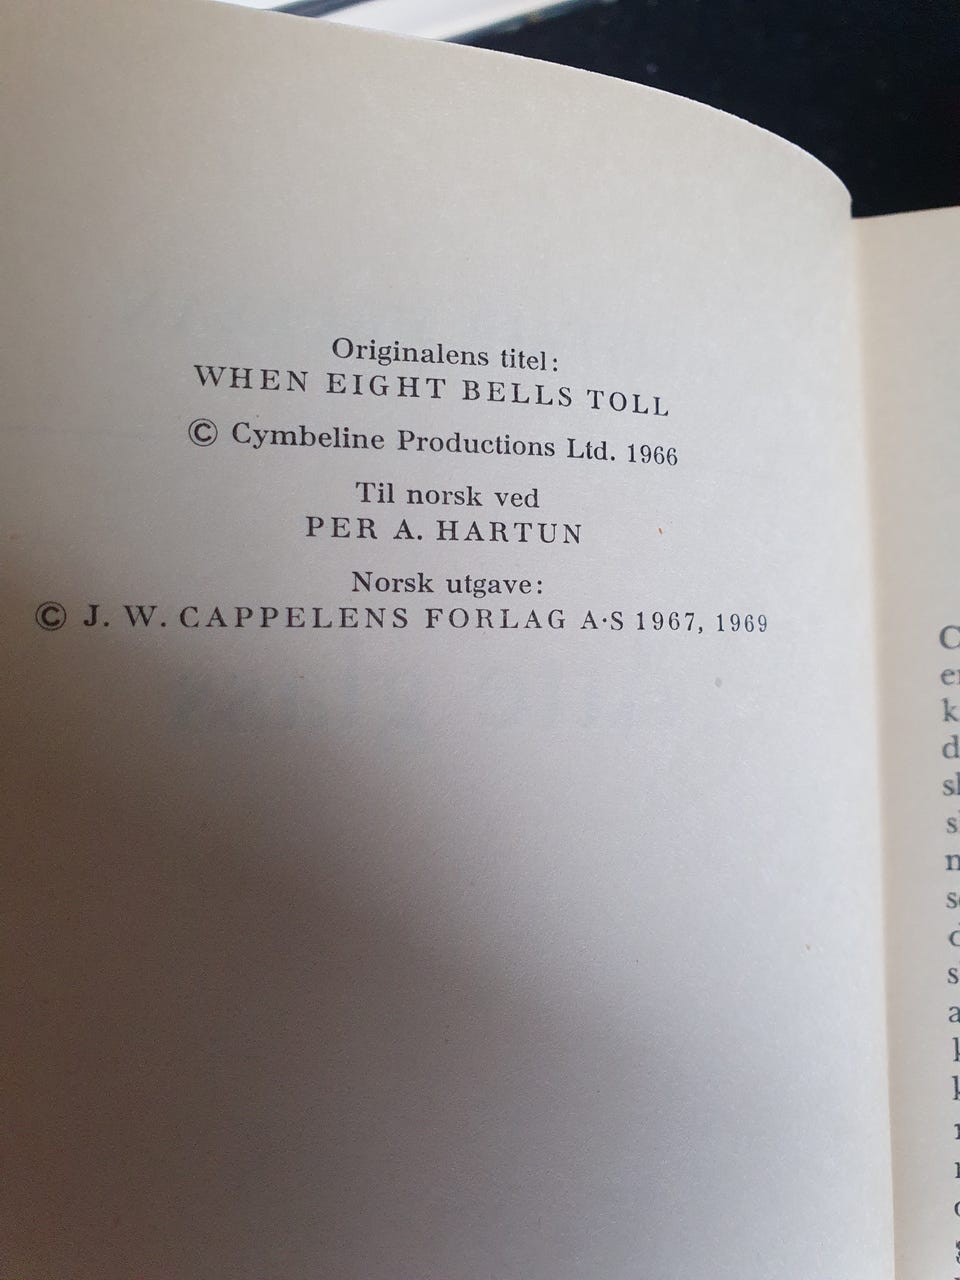 Originalens titel:
WHEN EIGHT BELLS TOLL
© Cymbeline Productions Ltd. 1966
Til norsk ved
PER A. HARTUN
Norsk utgave:
© J. W. CAPPELENS FORLAG A·S 1967, 1969